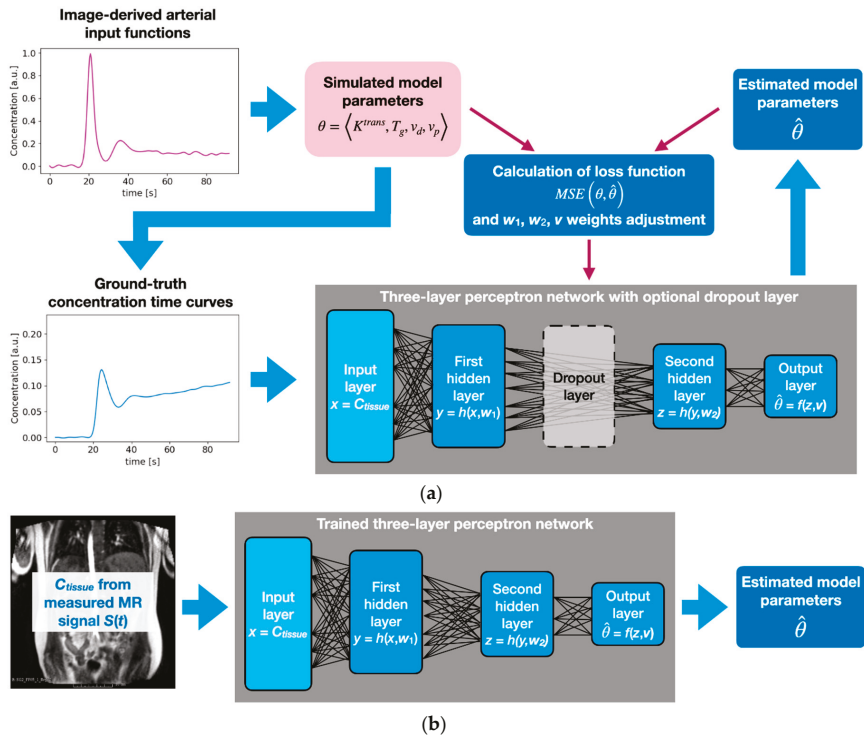 Image-derived arterial
input functions
Concentration [a.u.]
1.0
0.8
0.6
0.4
0.2
0.0
0 20 40 60 80
time [s]
Simulated model
parameters
θ = ⟨K^trans, T_g, v_d, v_p⟩
Estimated model
parameters
θ̂
Calculation of loss function
MSE (θ, θ̂)
and w₁, w₂, v weights adjustment
Ground-truth
concentration time curves
Concentration [a.u.]
0.20
0.15
0.10
0.05
0.00
0 20 40 60 80
time [s]
Three-layer perceptron network with optional dropout layer
Input
layer
x = C_tissue
First
hidden
layer
y = h(x,w₁)
Dropout
layer
Second
hidden
layer
z = h(y,w₂)
Output
layer
θ̂ = f(z,v)
(a)
C_tissue from
measured MR
signal S(t)
Trained three-layer perceptron network
Input
layer
x = C_tissue
First
hidden
layer
y = h(x,w₁)
Second
hidden
layer
z = h(y,w₂)
Output
layer
θ̂ = f(z,v)
Estimated model
parameters
θ̂
(b)